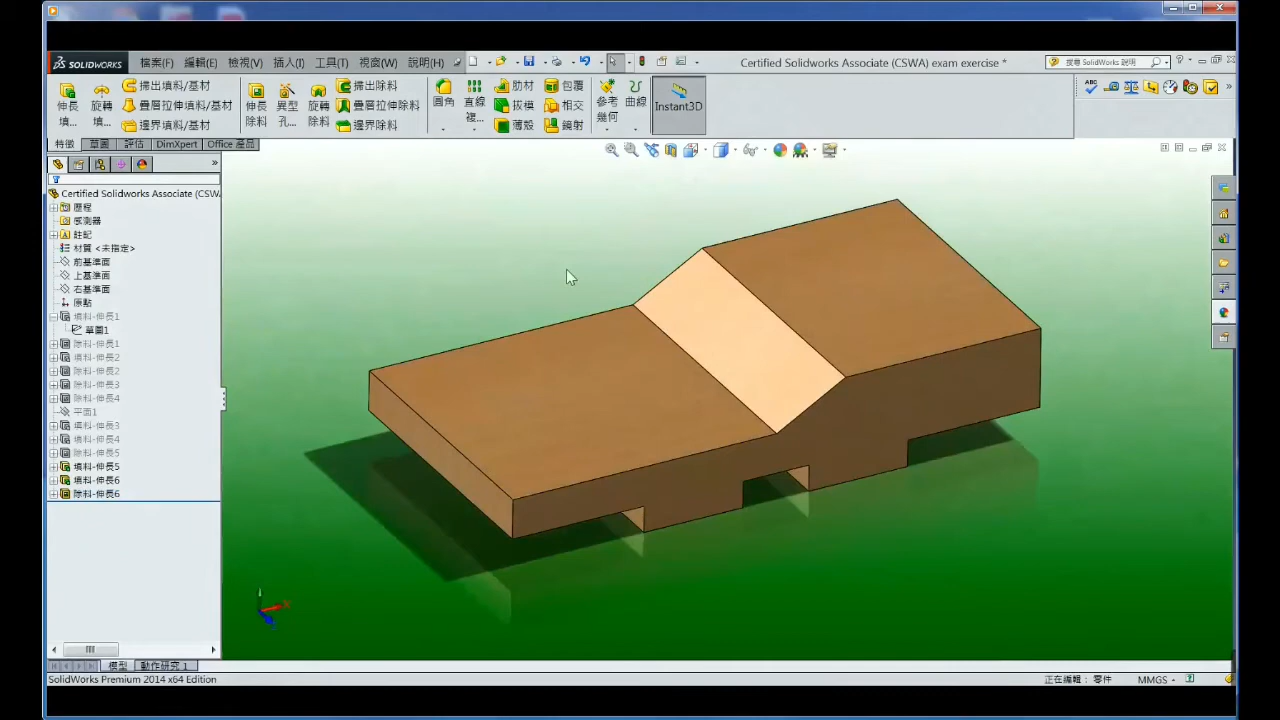 SOLIDWORKS 檔案(F) 編輯(E) 檢視(V) 插入(I) 工具(T) 視窗(W) 說明(H) Certified Solidworks Associate (CSWA) exam exercise * 搜尋 SolidWorks 說明
伸長填... 旋轉填... 掃出填料/基材 疊層拉伸填料/基材 邊界填料/基材 伸長除料 異型孔... 旋轉除料 掃出除料 疊層拉伸除料 邊界除料 圓角 直線複... 肋材 拔模 薄殼 包覆 相交 鏡射 參考幾何 曲線 Instant3D
特徵 草圖 評估 DimXpert Office 產品
Certified Solidworks Associate (CSWA
歷程
感測器
註記
材質 <未指定>
前基準面
上基準面
右基準面
原點
填料-伸長1
草圖1
除料-伸長1
填料-伸長2
除料-伸長2
除料-伸長3
除料-伸長4
平面1
填料-伸長3
填料-伸長4
除料-伸長5
填料-伸長5
填料-伸長6
除料-伸長6
模型 動作研究 1
SolidWorks Premium 2014 x64 Edition 正在編輯: 零件 MMGS